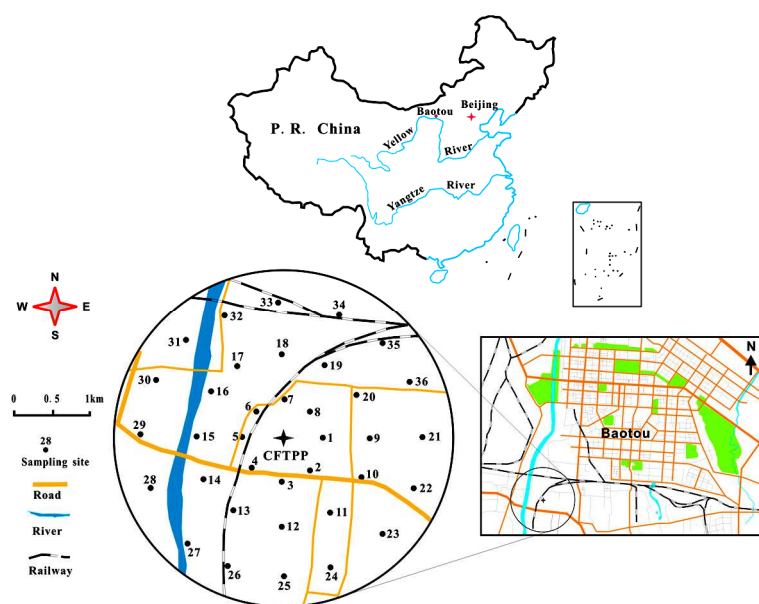 Baotou
Beijing
P. R. China
Yellow
River
Yangtze
River
N
W
E
S
0
0.5
1km
28
Sampling site
Road
River
Railway
33
34
32
31
18
35
17
19
30
36
16
20
7
6
8
29
15
5
1
9
21
CFTPP
4
2
14
3
10
28
22
13
11
12
23
27
26
24
25
N
Baotou